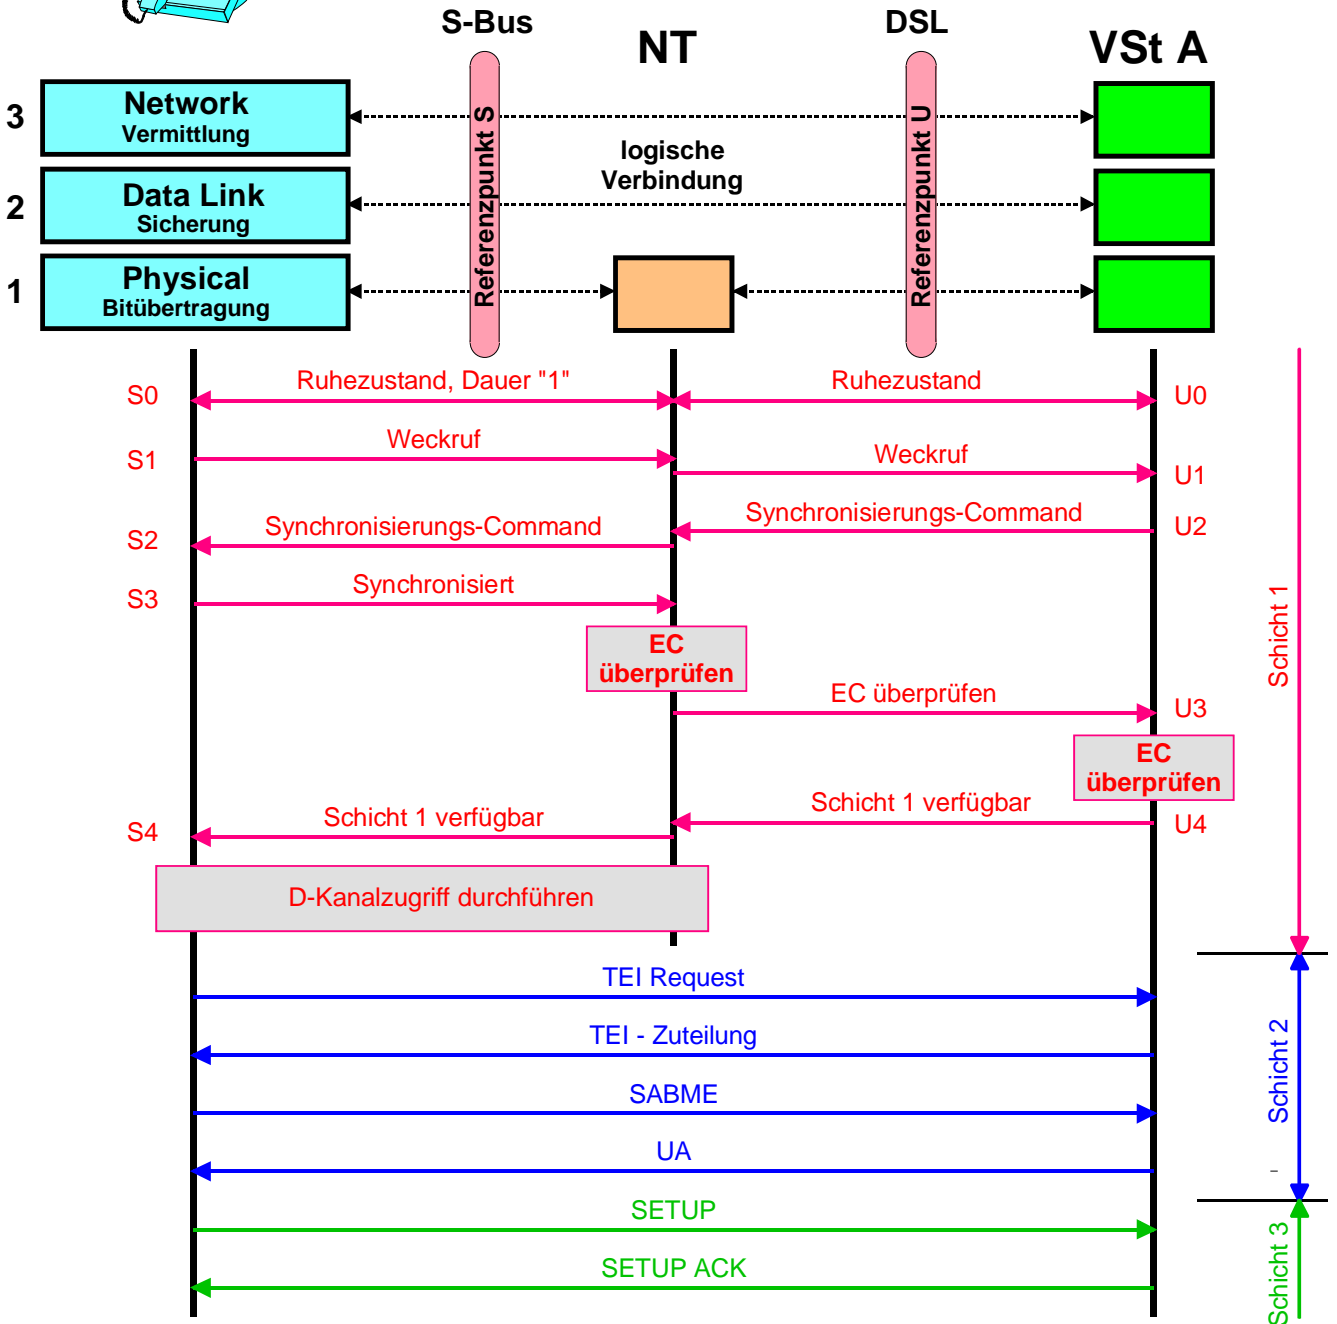 S-Bus
NT
DSL
VSt A
3
Network
Vermittlung
2
Data Link
Sicherung
1
Physical
Bitübertragung
Referenzpunkt S
logische
Verbindung
Referenzpunkt U
S0
Ruhezustand, Dauer "1"
Ruhezustand
U0
S1
Weckruf
Weckruf
U1
S2
Synchronisierungs-Command
Synchronisierungs-Command
U2
S3
Synchronisiert
EC
überprüfen
EC überprüfen
U3
EC
überprüfen
S4
Schicht 1 verfügbar
Schicht 1 verfügbar
U4
D-Kanalzugriff durchführen
Schicht 1
TEI Request
TEI - Zuteilung
SABME
UA
Schicht 2
SETUP
SETUP ACK
Schicht 3